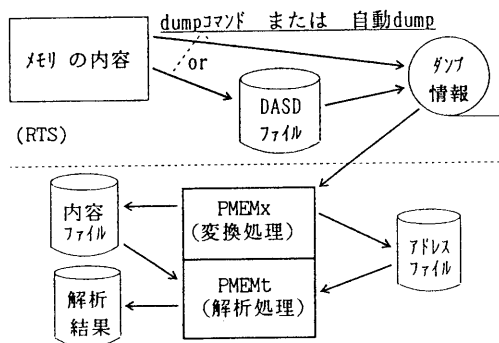 dumpコマンド または 自動dump
メモリ の内容
or
ダンプ
情報
DASD
ファイル
(RTS)
内容
ファイル
PMEMx
(変換処理)
アドレス
ファイル
PMEMt
(解析処理)
解析
結果